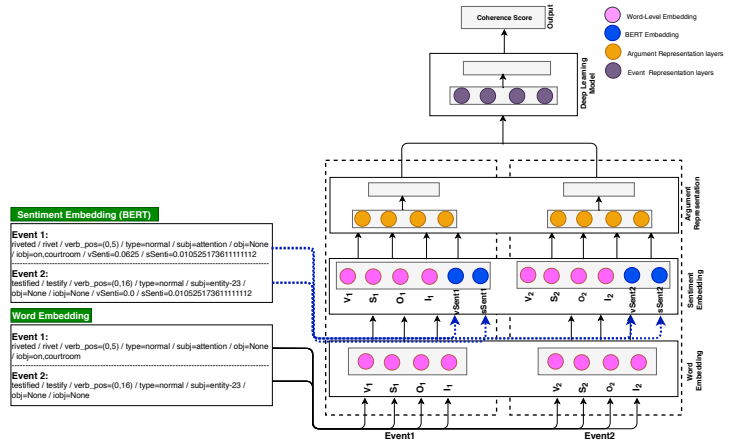 Coherence Score
Output
Word-Level Embedding
BERT Embedding
Argument Representation layers
Event Representation layers
Deep Learning
Model
Argument
Representation
Sentiment Embedding (BERT)
Event 1:
riveted / rivet / verb_pos=(0,5) / type=normal / subj=attention / obj=None
/ iobj=on,courtroom / vSenti=0.0625 / sSenti=0.010525173611111112
Event 2:
testified / testify / verb_pos=(0,16) / type=normal / subj=entity-23 /
obj=None / iobj=None / vSenti=0.0 / sSenti=0.010525173611111112
V1 S1 O1 I1 vSent1 sSent1
V2 S2 O2 I2 vSent2 sSent2
Sentiment
Embedding
Word Embedding
Event 1:
riveted / rivet / verb_pos=(0,5) / type=normal / subj=attention / obj=None
/ iobj=on,courtroom
Event 2:
testified / testify / verb_pos=(0,16) / type=normal / subj=entity-23 /
obj=None / iobj=None
V1 S1 O1 I1
V2 S2 O2 I2
Word
Embedding
Event1
Event2